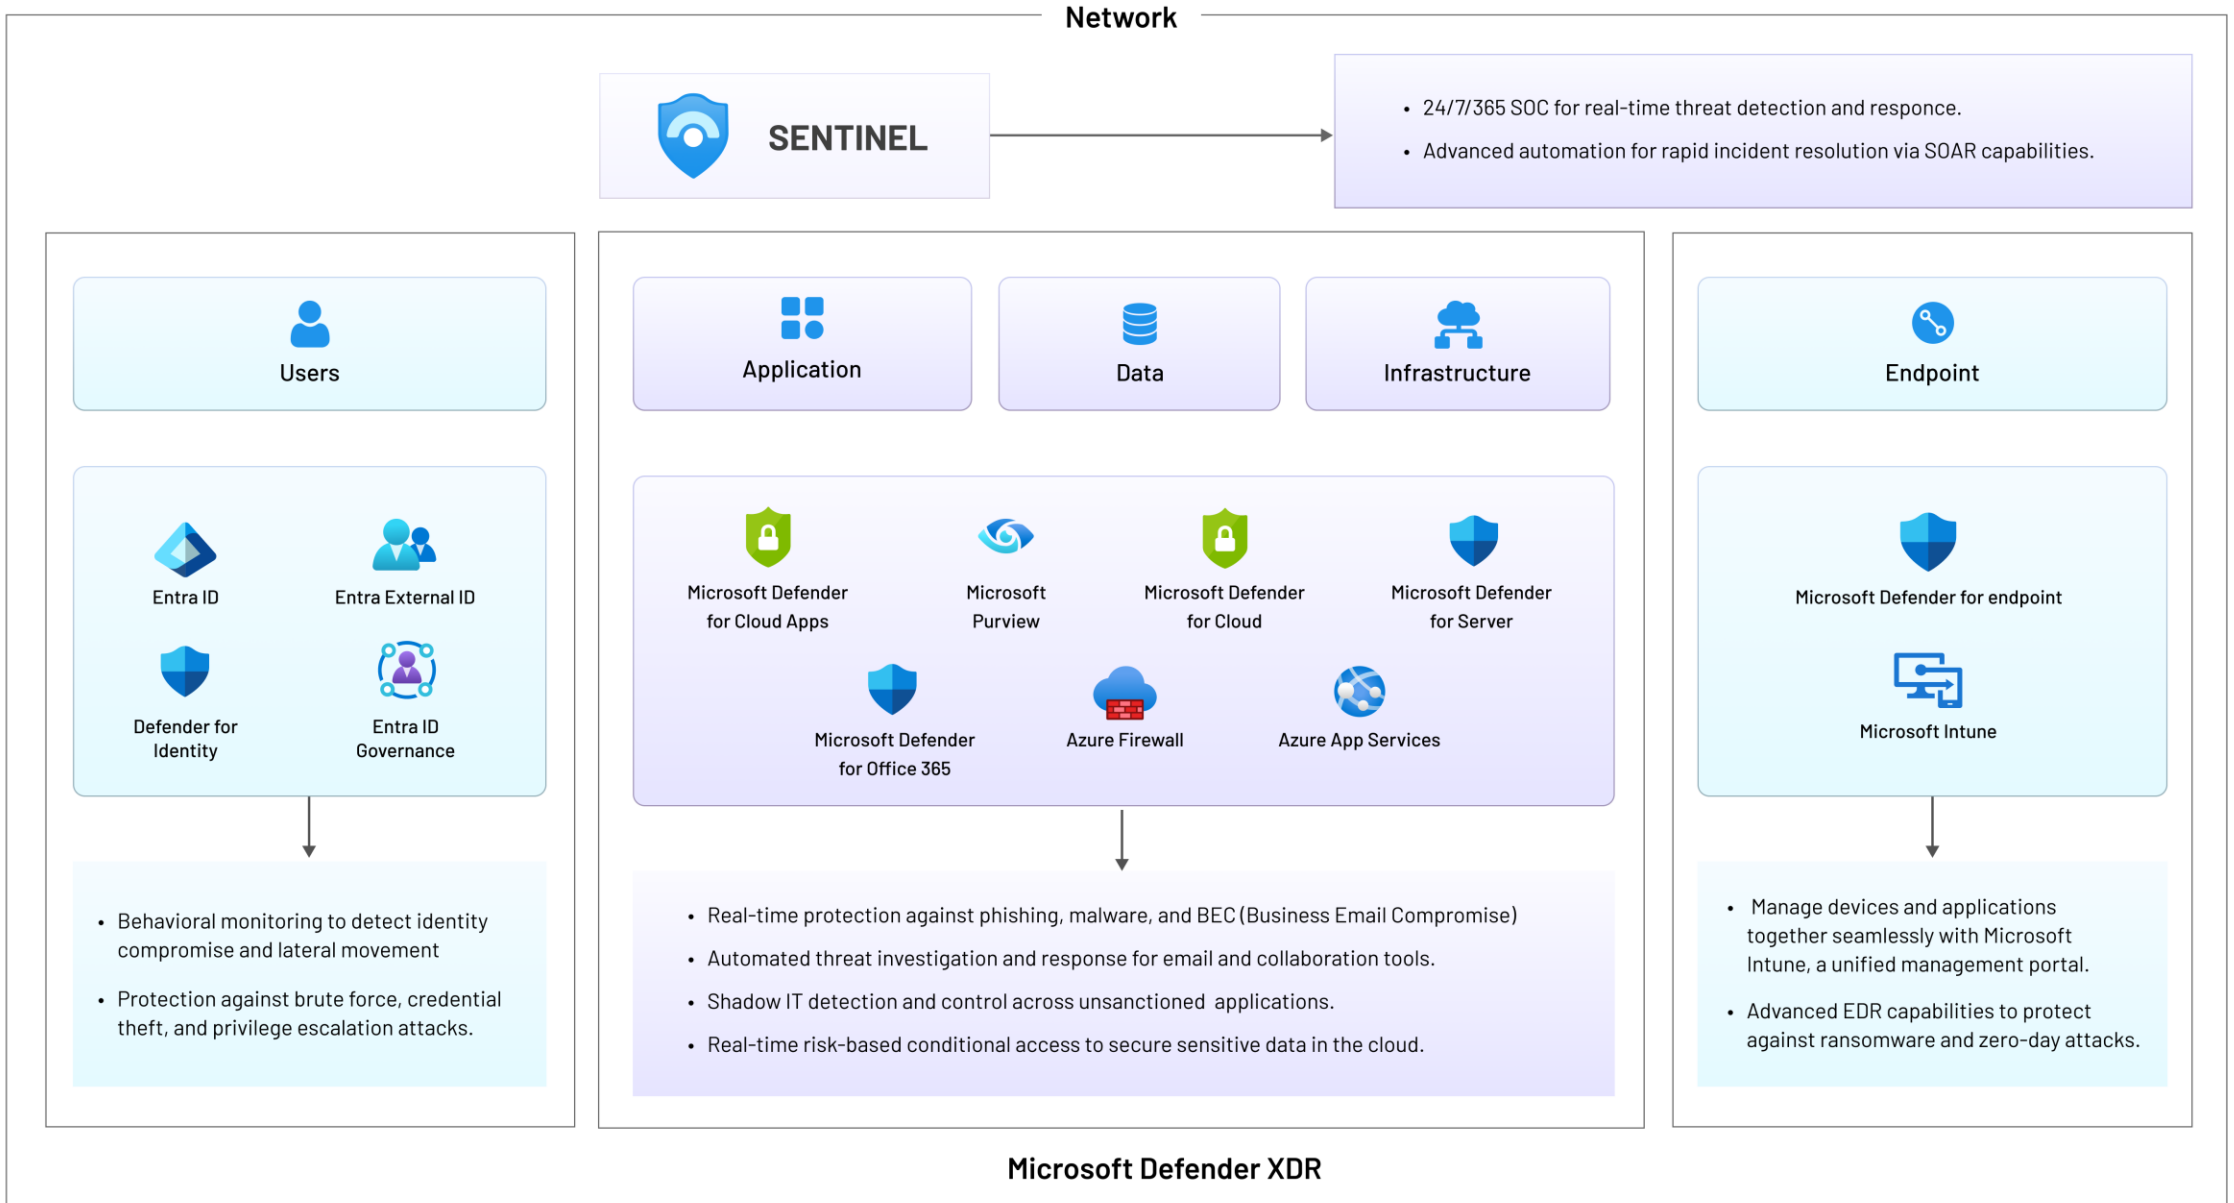 Network
SENTINEL
• 24/7/365 SOC for real-time threat detection and responce.
• Advanced automation for rapid incident resolution via SOAR capabilities.
Users
Entra ID
Entra External ID
Defender for
Identity
Entra ID
Governance
• Behavioral monitoring to detect identity
compromise and lateral movement
• Protection against brute force, credential
theft, and privilege escalation attacks.
Application
Data
Infrastructure
Microsoft Defender
for Cloud Apps
Microsoft
Purview
Microsoft Defender
for Cloud
Microsoft Defender
for Server
Microsoft Defender
for Office 365
Azure Firewall
Azure App Services
• Real-time protection against phishing, malware, and BEC (Business Email Compromise)
• Automated threat investigation and response for email and collaboration tools.
• Shadow IT detection and control across unsanctioned applications.
• Real-time risk-based conditional access to secure sensitive data in the cloud.
Endpoint
Microsoft Defender for endpoint
Microsoft Intune
• Manage devices and applications
together seamlessly with Microsoft
Intune, a unified management portal.
• Advanced EDR capabilities to protect
against ransomware and zero-day attacks.
Microsoft Defender XDR